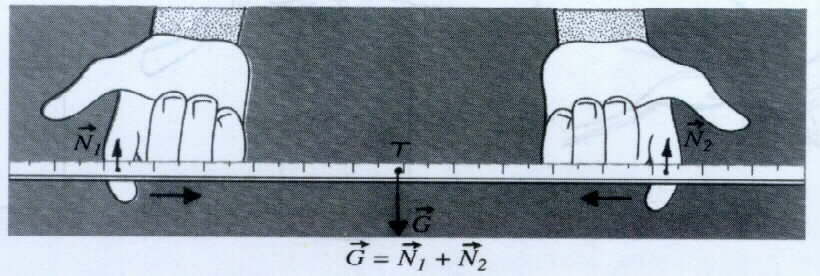 T
N⃗₁ N⃗₂
G⃗
G⃗ = N⃗₁ + N⃗₂